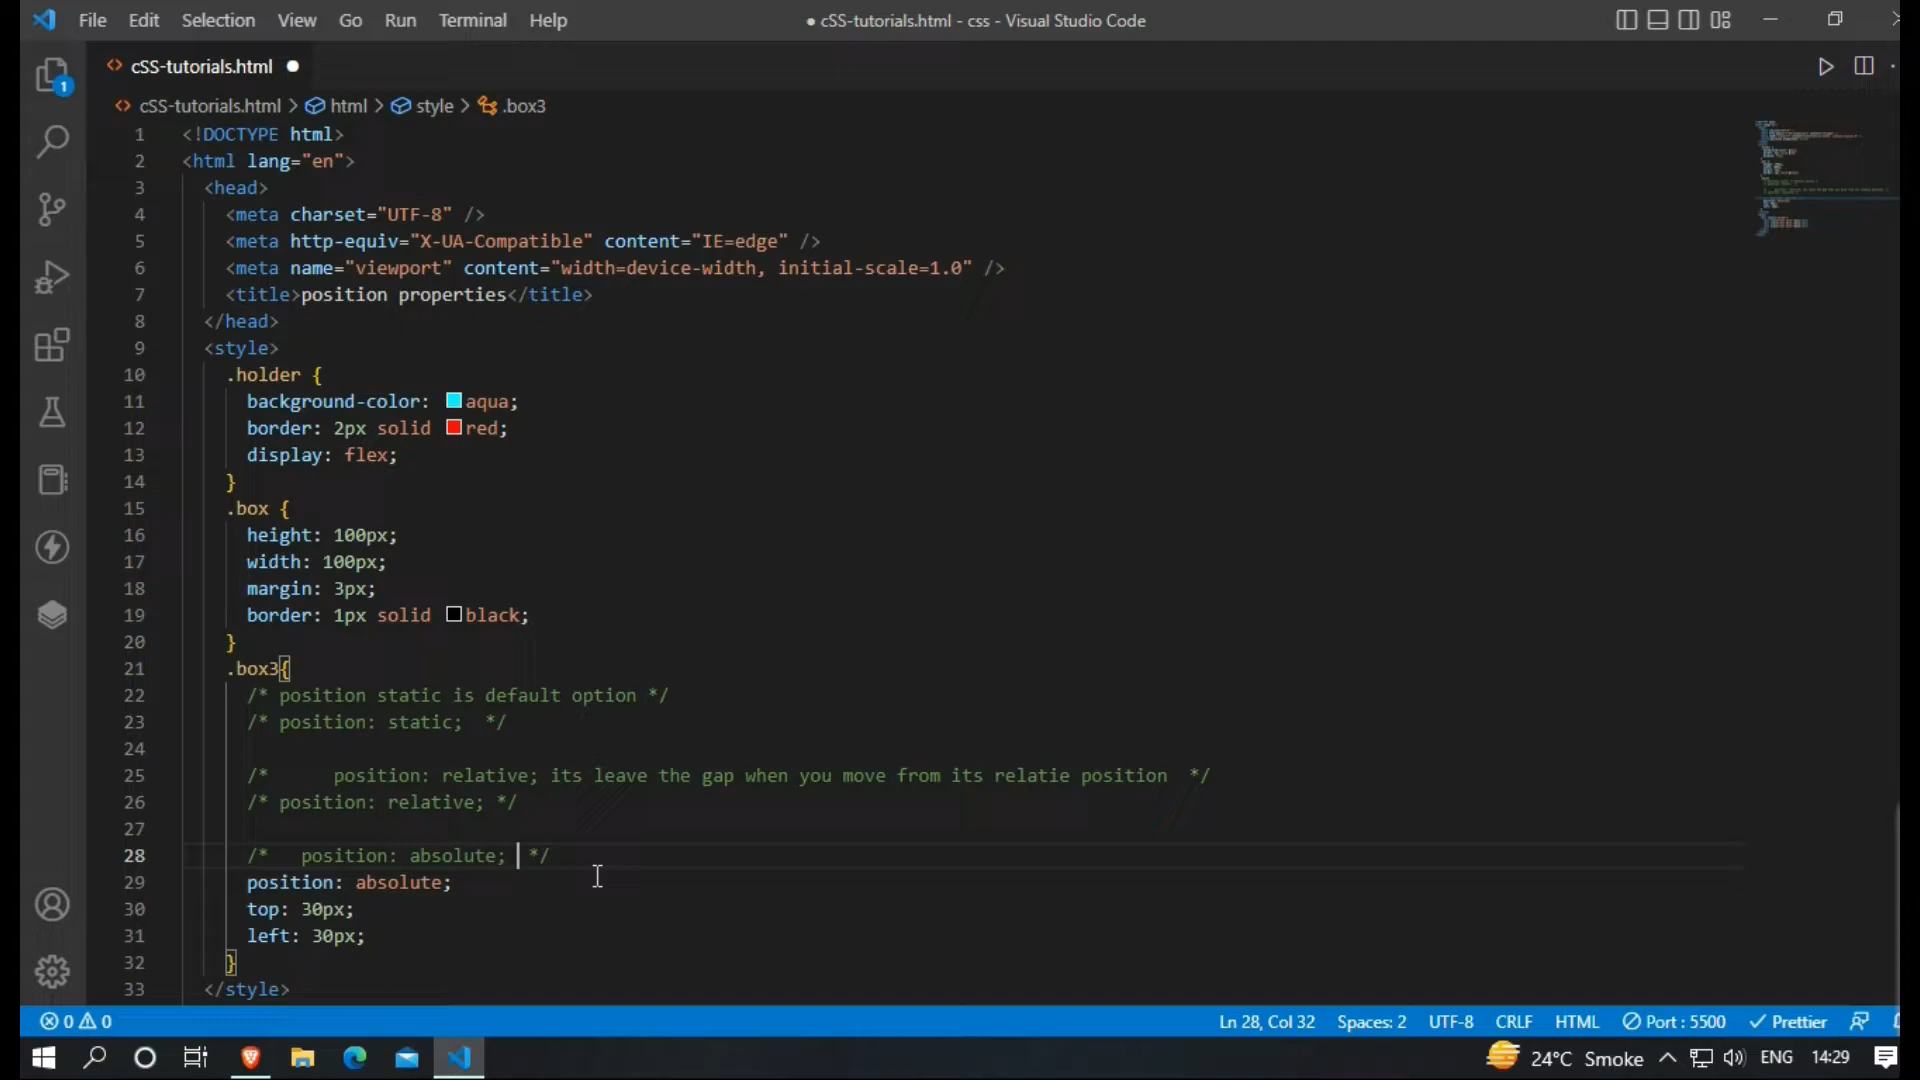 File Edit Selection View Go Run Terminal Help ● cSS-tutorials.html - css - Visual Studio Code
cSS-tutorials.html
cSS-tutorials.html > html > style > .box3
1 <!DOCTYPE html>
2 <html lang="en">
3 <head>
4 <meta charset="UTF-8" />
5 <meta http-equiv="X-UA-Compatible" content="IE=edge" />
6 <meta name="viewport" content="width=device-width, initial-scale=1.0" />
7 <title>position properties</title>
8 </head>
9 <style>
10 .holder {
11 background-color: aqua;
12 border: 2px solid red;
13 display: flex;
14 }
15 .box {
16 height: 100px;
17 width: 100px;
18 margin: 3px;
19 border: 1px solid black;
20 }
21 .box3{
22 /* position static is default option */
23 /* position: static;  */
24
25 /*      position: relative; its leave the gap when you move from its relatie position  */
26 /* position: relative; */
27
28 /*   position: absolute;  */
29 position: absolute;
30 top: 30px;
31 left: 30px;
32 }
33 </style>
1
0 0 Ln 28, Col 32 Spaces: 2 UTF-8 CRLF HTML Port : 5500 Prettier
24°C Smoke ENG 14:29